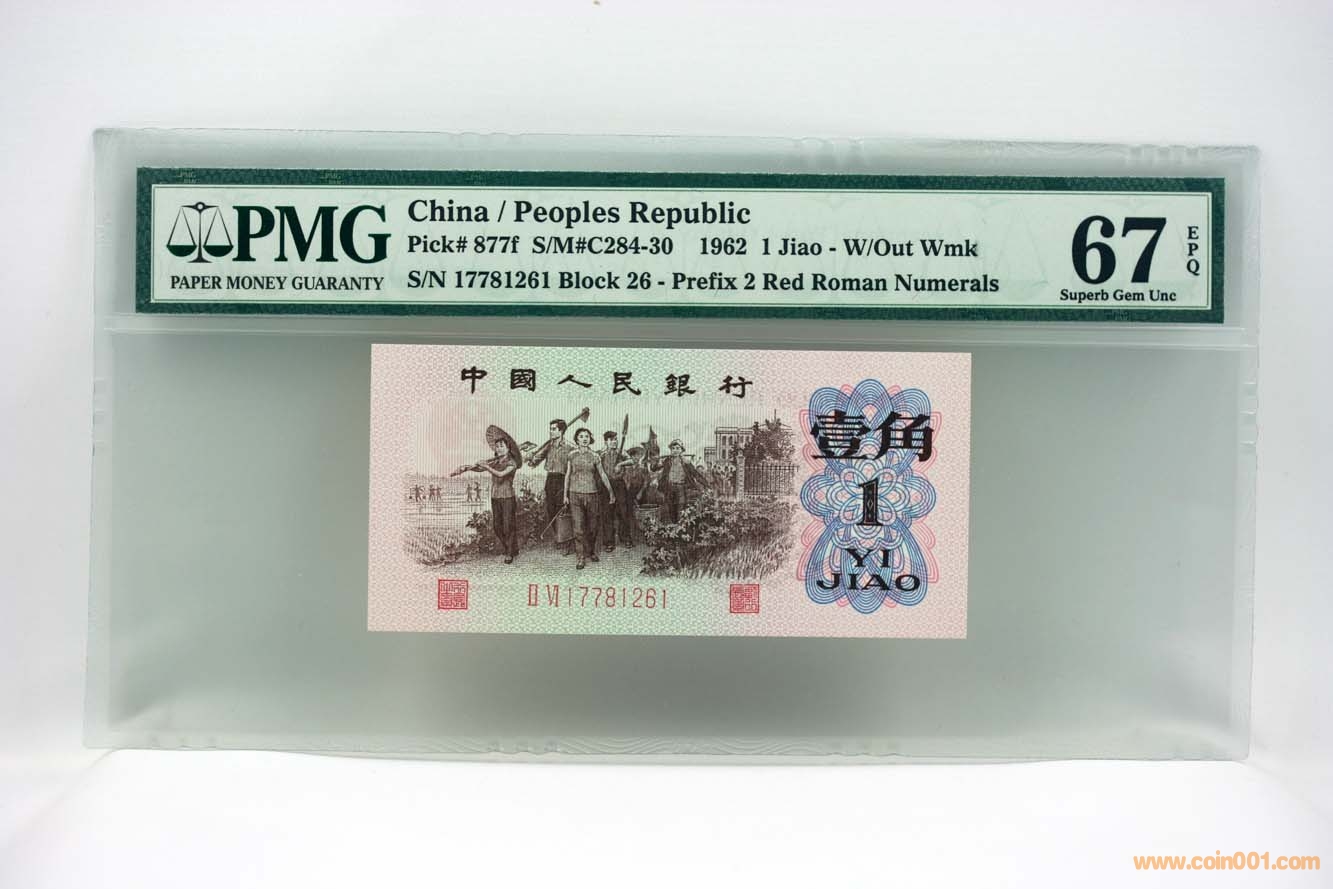 PMG
PAPER MONEY GUARANTY
China / Peoples Republic
Pick# 877f S/M#C284-30 1962 1 Jiao - W/Out Wmk
S/N 17781261 Block 26 - Prefix 2 Red Roman Numerals
67
EPQ
Superb Gem Unc
中國人民銀行
壹角
1
YI
JIAO
II VI 17781261
www.coin001.com